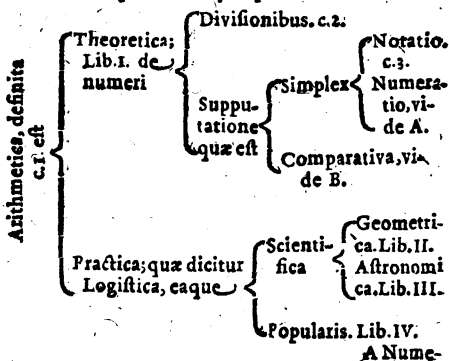 Arithmetica, definita
c.1. est
Theoretica;
Lib.1. de
numeri
Divisionibus. c.2.
Suppu-
tatione
quæ est
Simplex
Notatio.
c.3.
Numera-
tio, vi-
de A.
Comparativa, vi-
de B.
Practica; quæ dicitur
Logistica, eaque
Scienti-
fica
Geometri-
ca. Lib. II.
Astronomi
ca. Lib. III.
Popularis. Lib. IV.
A Nume-